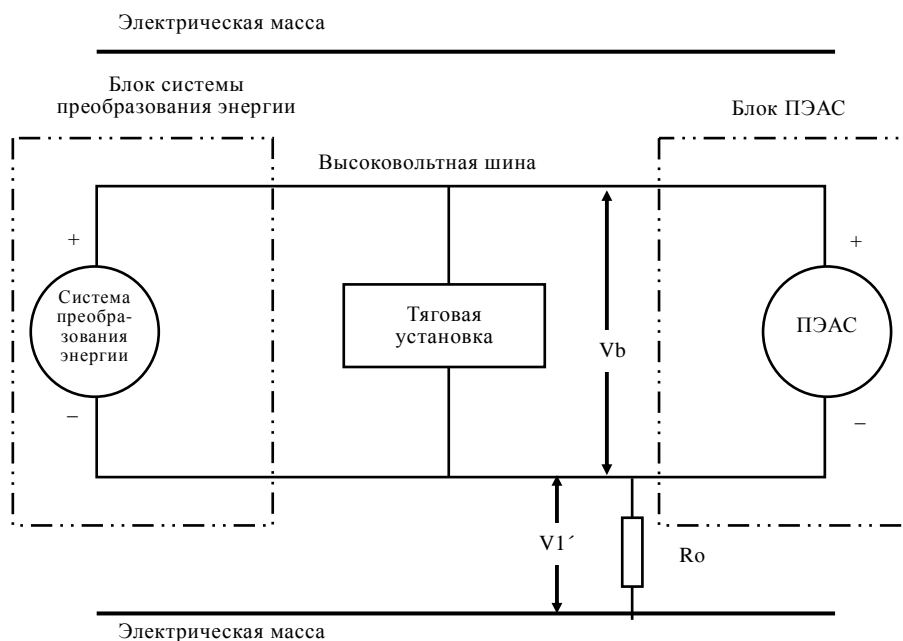 Электрическая масса
Блок системы
преобразования энергии
Блок ПЭАС
Высоковольтная шина
+
+
Система
преобра-
зования
энергии
Тяговая
установка
Vb
ПЭАС
−
−
V1´
Ro
Электрическая масса